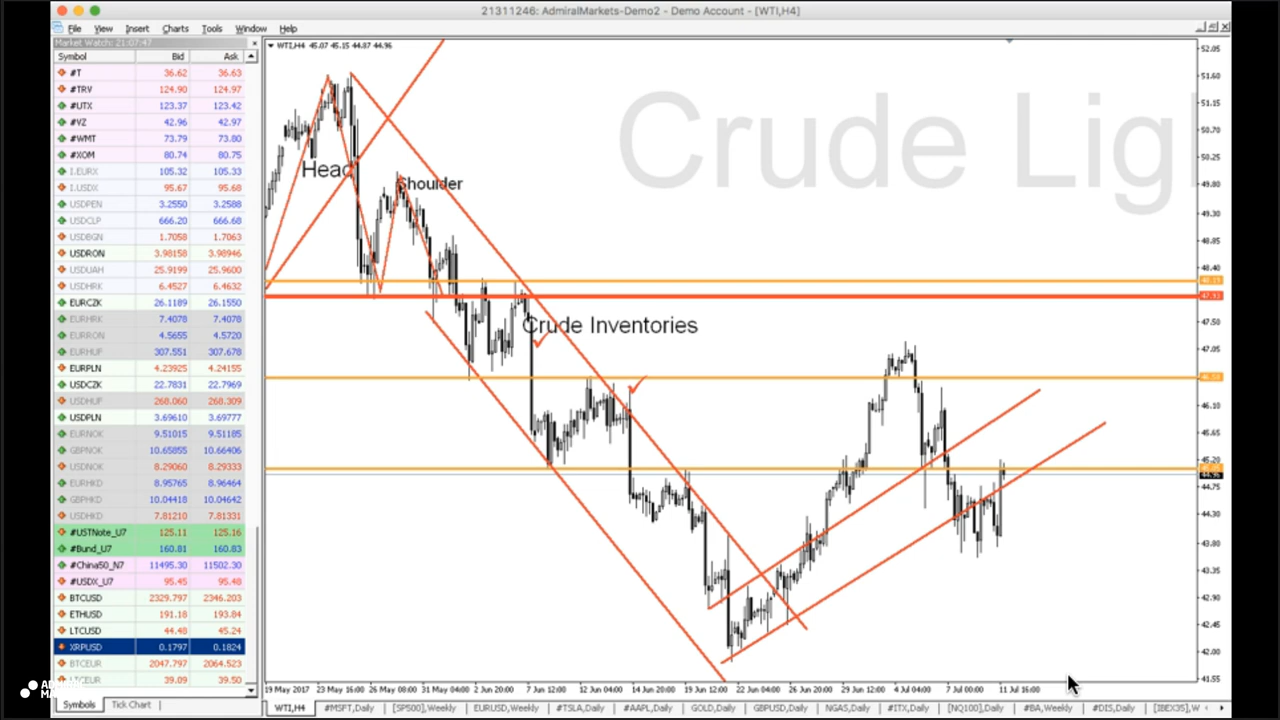 21311246: AdmiralMarkets-Demo2 - Demo Account - [WTI,H4]
File View Insert Charts Tools Window Help
Market Watch: 21:07:47
Symbol Bid Ask
#T 36.62 36.63
#TRV 124.90 124.97
#UTX 123.37 123.42
#VZ 42.96 42.97
#WMT 73.79 73.80
#XOM 80.74 80.75
I.EURX 105.32 105.33
I.USDX 95.67 95.68
USDPEN 3.2550 3.2588
USDCLP 666.20 666.68
USDBGN 1.7058 1.7063
USDRON 3.98158 3.98946
USDUAH 25.9199 25.9600
USDHRK 6.4527 6.4632
EURCZK 26.1189 26.1550
EURHRK 7.4078 7.4078
EURRON 4.5655 4.5720
EURHUF 307.551 307.678
EURPLN 4.23925 4.24155
USDCZK 22.7831 22.7969
USDHUF 268.060 268.309
USDPLN 3.69610 3.69777
EURNOK 9.51015 9.51185
GBPNOK 10.65855 10.66406
USDNOK 8.29060 8.29333
EURHKD 8.95765 8.96464
GBPHKD 10.04418 10.04642
USDHKD 7.81210 7.81331
#USTNote_U7 125.11 125.16
#Bund_U7 160.81 160.83
#China50_N7 11495.30 11502.30
#USDX_U7 95.45 95.48
BTCUSD 2329.797 2346.203
ETHUSD 191.18 193.84
LTCUSD 44.48 45.24
XRPUSD 0.1797 0.1824
BTCEUR 2047.797 2064.523
39.09 39.50
Symbols Tick Chart
WTI,H4 45.07 45.15 44.87 44.96
Crude Lig
Head
Shoulder
Crude Inventories
52.05
51.60
51.15
50.70
50.25
49.80
49.30
48.85
48.40
47.93
47.50
47.05
46.10
45.65
45.20
44.96
44.75
44.30
43.80
43.35
42.90
42.45
42.00
41.55
19 May 2017 23 May 16:00 26 May 08:00 31 May 04:00 2 Jun 20:00 7 Jun 12:00 12 Jun 04:00 14 Jun 20:00 19 Jun 12:00 22 Jun 04:00 26 Jun 20:00 29 Jun 12:00 4 Jul 04:00 7 Jul 00:00 11 Jul 16:00
WTI,H4 #MSFT,Daily [SP500],Weekly EURUSD,Weekly #TSLA,Daily #AAPL,Daily GOLD,Daily GBPUSD,Daily NGAS,Daily #ITX,Daily [NQ100],Daily #BA,Weekly #DIS,Daily [IBEX35],W